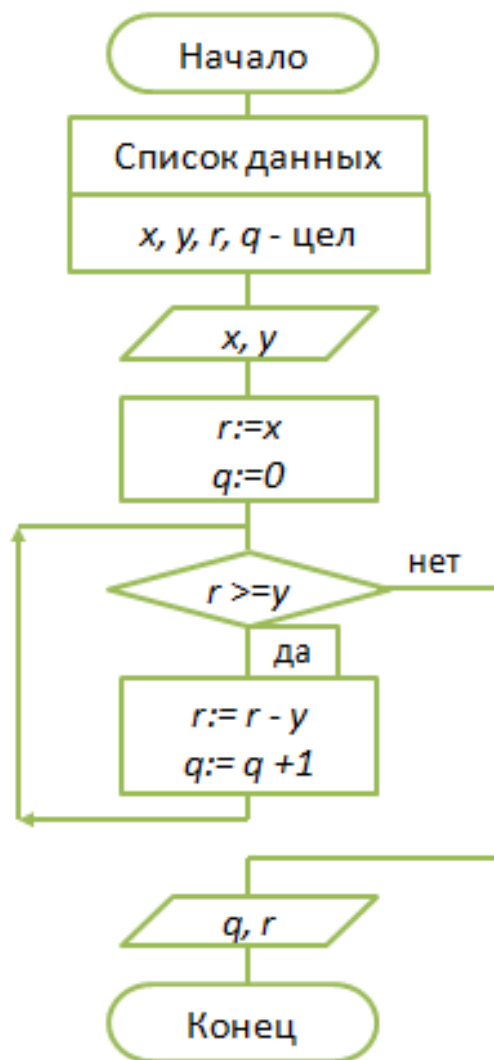 Начало
Список данных
x, y, r, q - цел
x, y
r:=x
q:=0
r >=y
нет
да
r:= r - y
q:= q +1
q, r
Конец